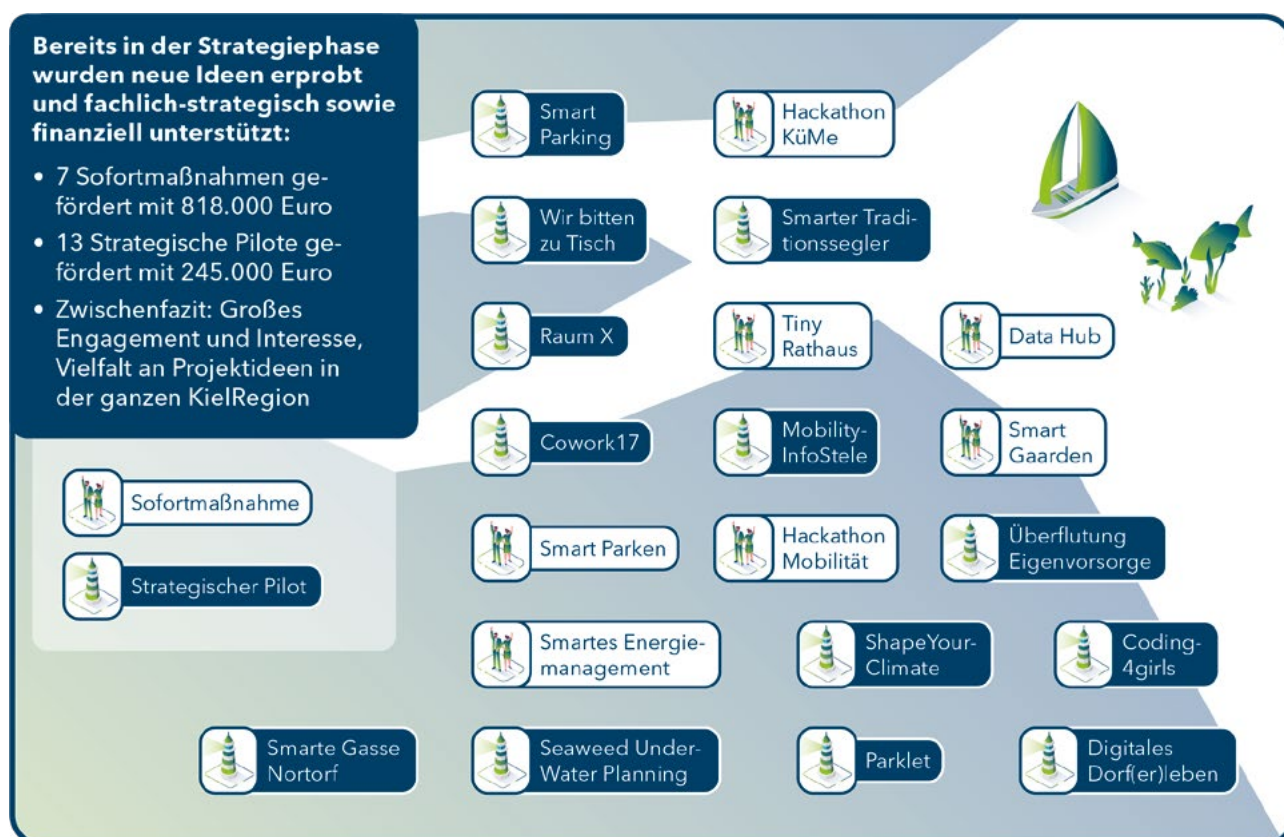 Bereits in der Strategiephase
wurden neue Ideen erprobt
und fachlich-strategisch sowie
finanziell unterstützt:
• 7 Sofortmaßnahmen ge-
fördert mit 818.000 Euro
• 13 Strategische Pilote ge-
fördert mit 245.000 Euro
• Zwischenfazit: Großes
Engagement und Interesse,
Vielfalt an Projektideen in
der ganzen KielRegion
Sofortmaßnahme
Strategischer Pilot
Smart
Parking
Hackathon
KüMe
Wir bitten
zu Tisch
Smarter Tradi-
tionssegler
Raum X
Tiny
Rathaus
Data Hub
Cowork17
Mobility-
InfoStele
Smart
Gaarden
Smart Parken
Hackathon
Mobilität
Überflutung
Eigenvorsorge
Smartes Energie-
management
ShapeYour-
Climate
Coding-
4girls
Smarte Gasse
Nortorf
Seaweed Under-
Water Planning
Parklet
Digitales
Dorf(er)leben